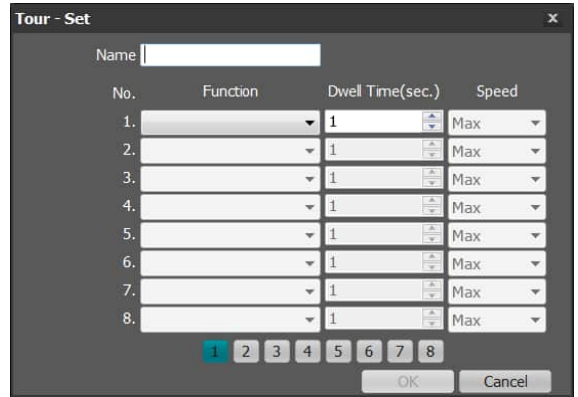 Tour - Set x
Name
No. Function Dwell Time(sec.) Speed
1. 1 Max
2. 1 Max
3. 1 Max
4. 1 Max
5. 1 Max
6. 1 Max
7. 1 Max
8. 1 Max
1 2 3 4 5 6 7 8
OK Cancel